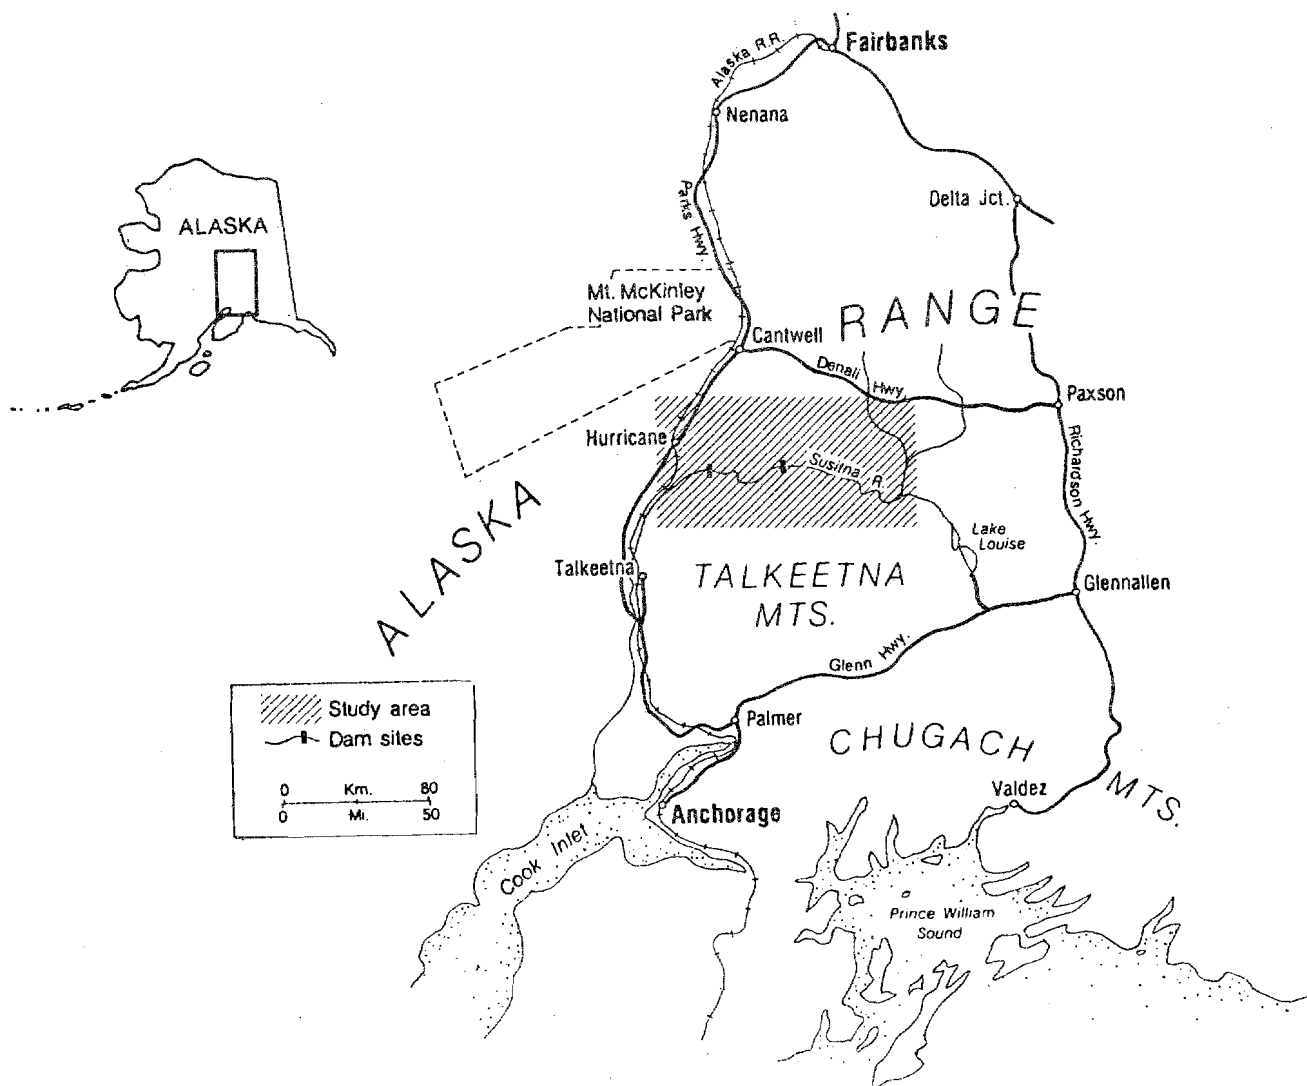 Fairbanks
Alaska R.R.
Nenana
Delta Jct.
Parks Hwy.
ALASKA
Mt. McKinley
National Park
RANGE
Cantwell
Denali Hwy
Paxson
Hurricane
Susitna R.
Richardson Hwy.
ALASKA
Lake
Louise
Talkeetna
TALKEETNA
MTS.
Glennallen
Glenn Hwy.
Study area
Dam sites
0 Km. 80
0 Mi. 50
Palmer
CHUGACH
MTS.
Valdez
Anchorage
Cook Inlet
Prince William
Sound